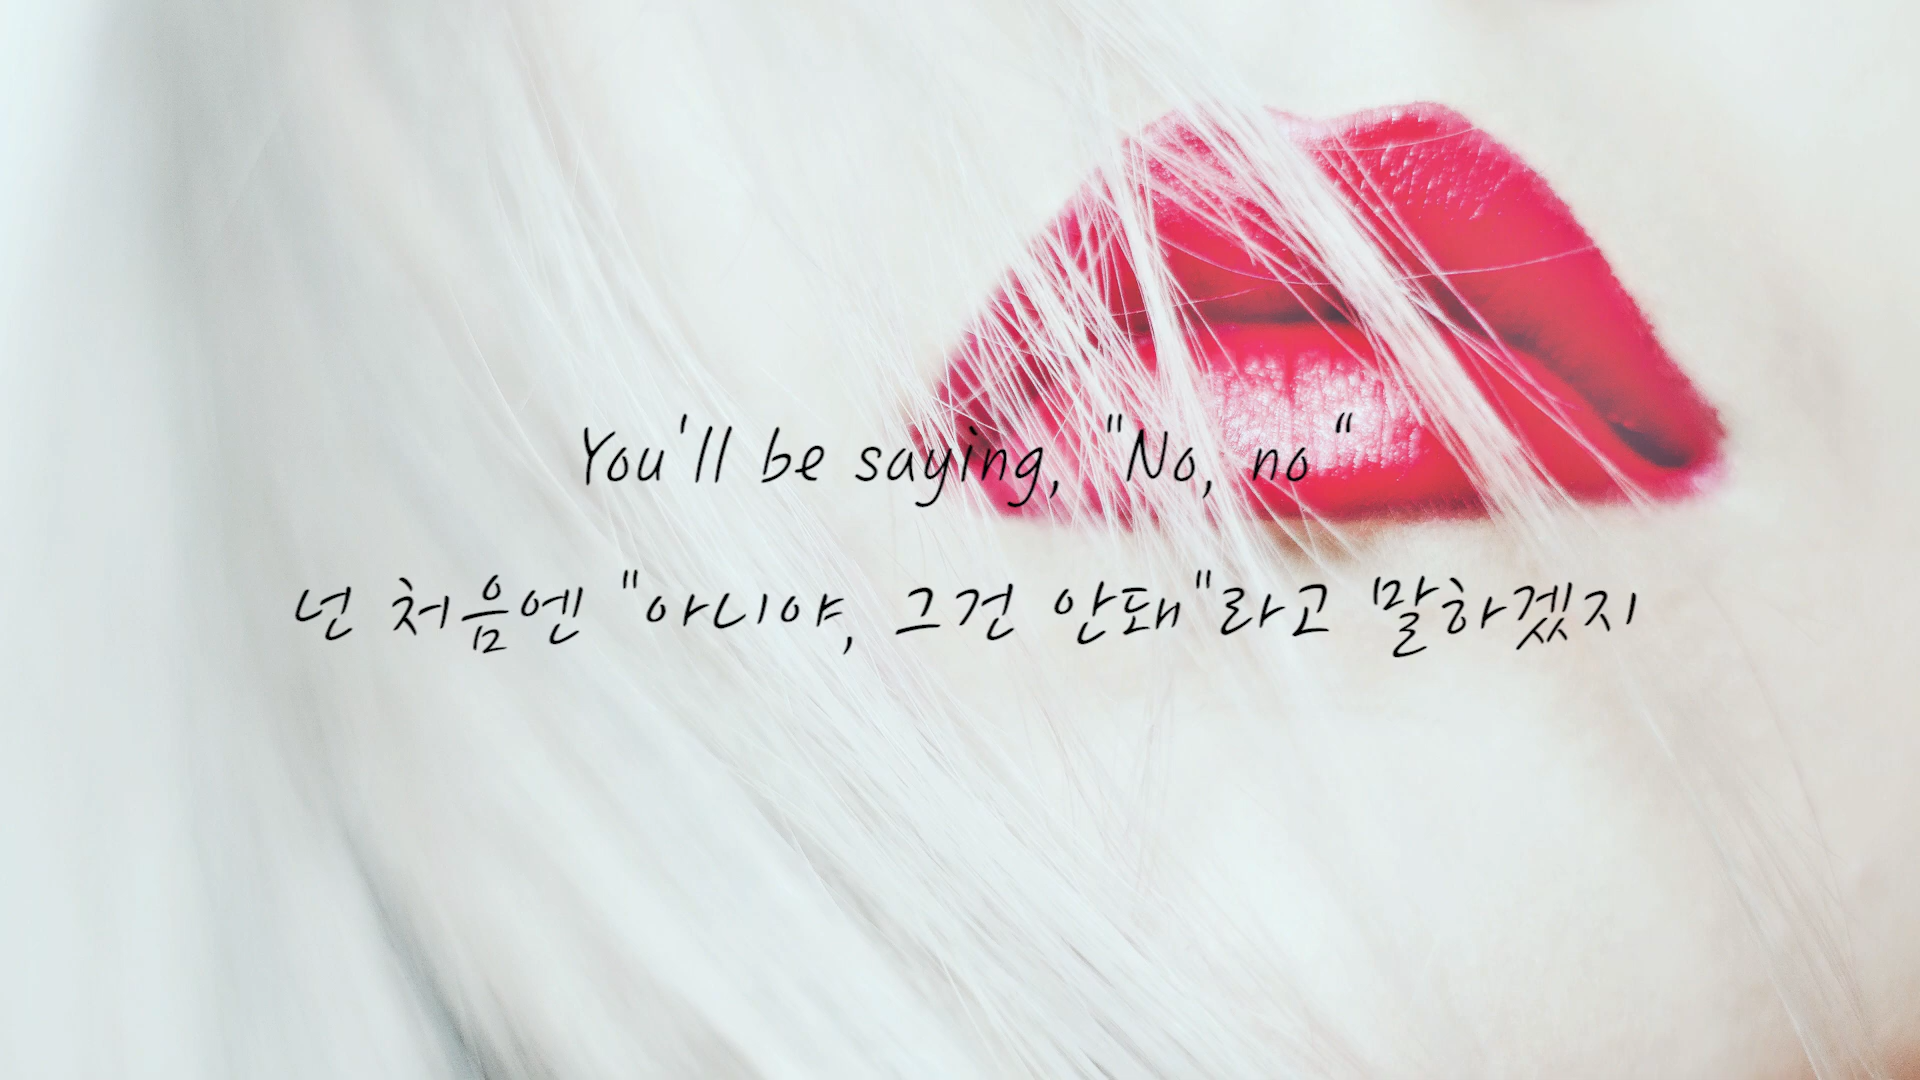 You'll be saying, "No, no"
넌 처음엔 "아니야, 그건 안돼"라고 말하겠지